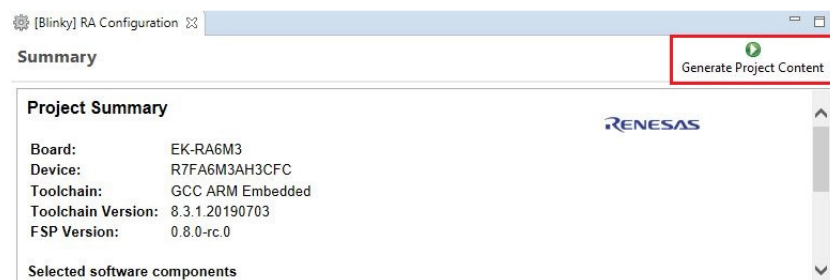 [Blinky] RA Configuration
Summary
Generate Project Content
Project Summary
RENESAS
Board: EK-RA6M3
Device: R7FA6M3AH3CFC
Toolchain: GCC ARM Embedded
Toolchain Version: 8.3.1.20190703
FSP Version: 0.8.0-rc.0
Selected software components